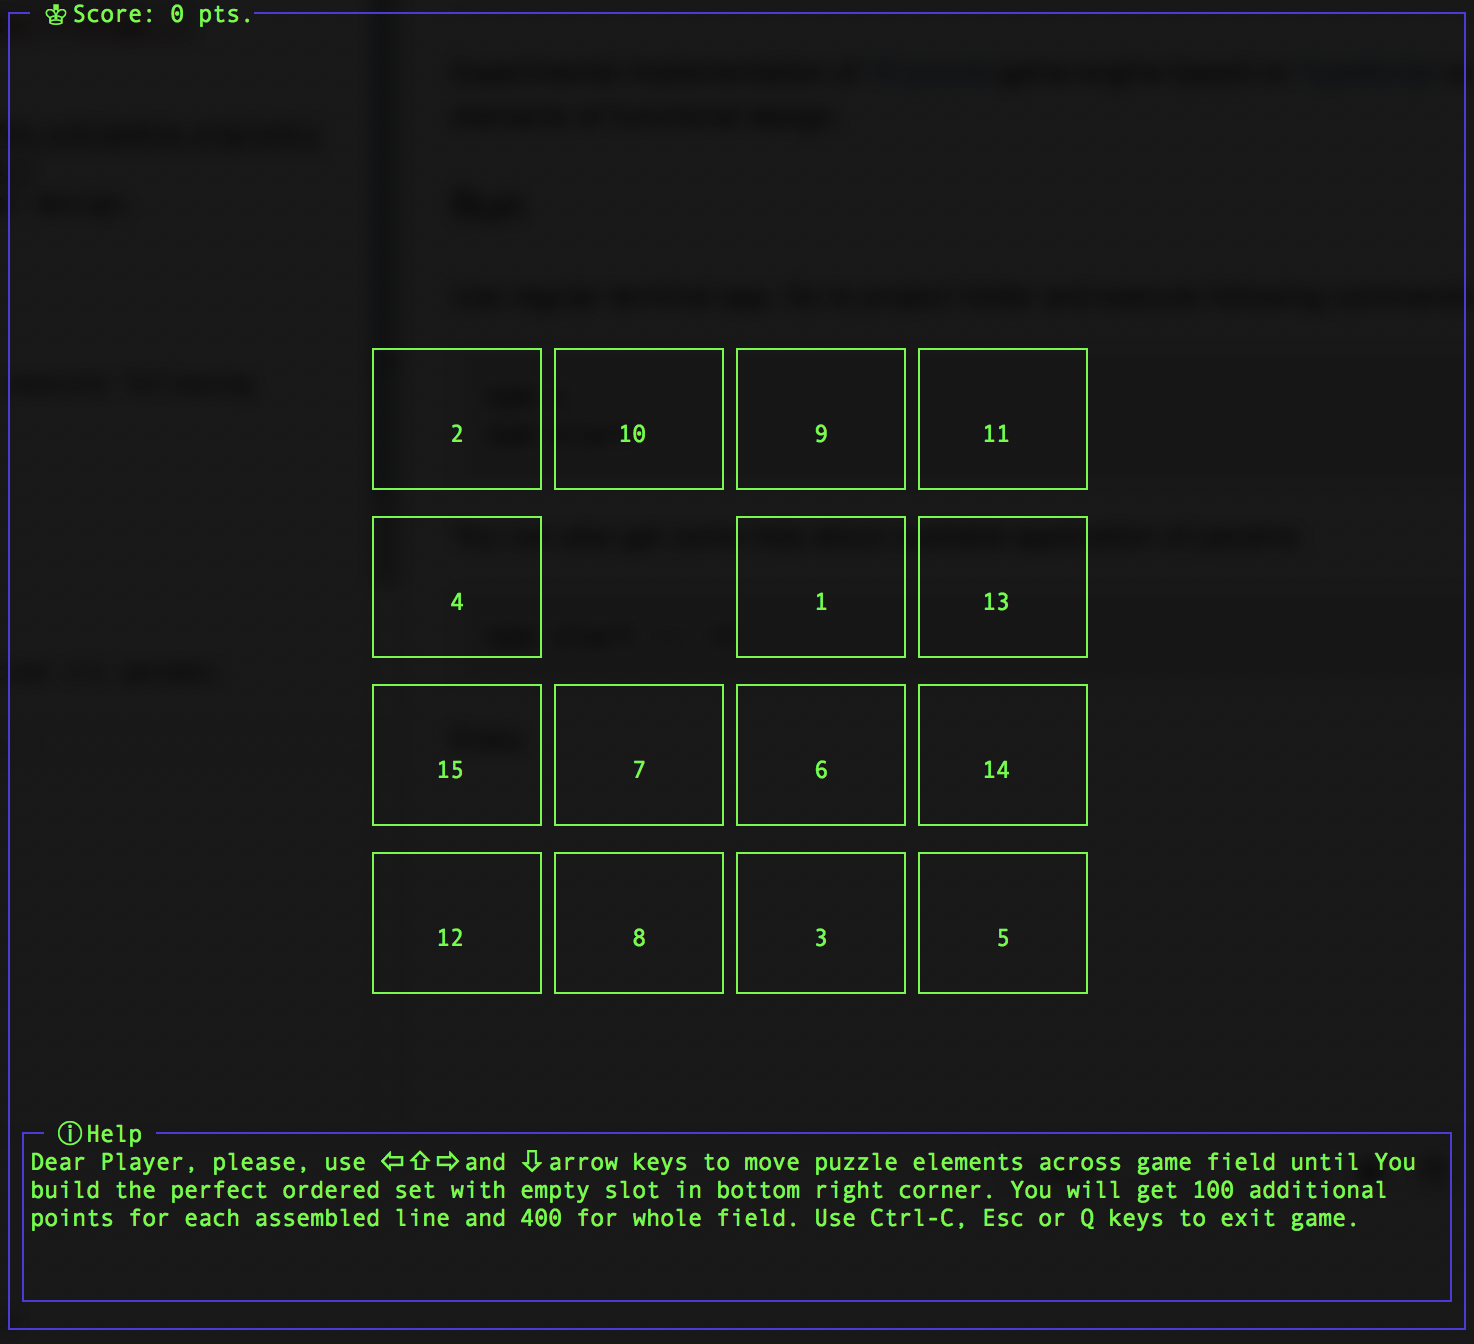 ♔Score: 0 pts.
2 10 9 11
4 1 13
15 7 6 14
12 8 3 5
ⓘHelp
Dear Player, please, use ⇦⇧⇨and ⇩arrow keys to move puzzle elements across game field until You
build the perfect ordered set with empty slot in bottom right corner. You will get 100 additional
points for each assembled line and 400 for whole field. Use Ctrl-C, Esc or Q keys to exit game.